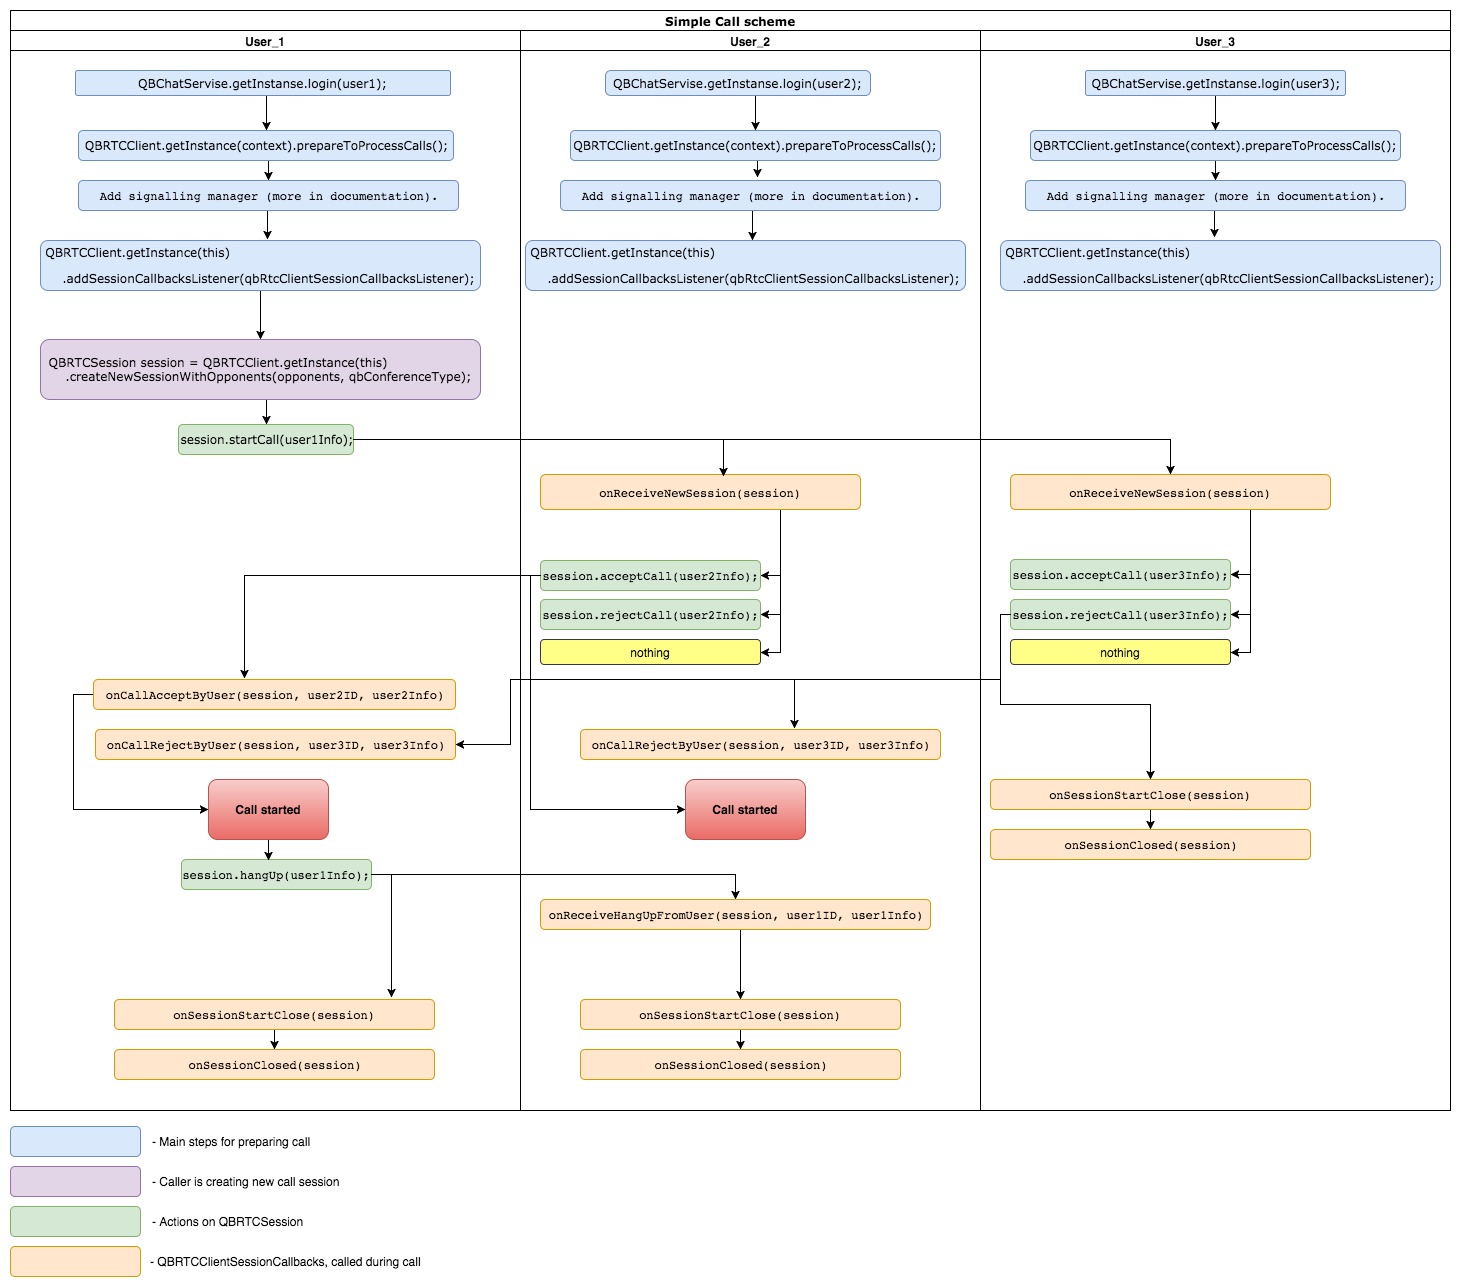 Simple Call scheme
User_1
User_2
User_3
QBChatServise.getInstanse.login(user1);
QBChatServise.getInstanse.login(user2);
QBChatServise.getInstanse.login(user3);
QBRTCClient.getInstance(context).prepareToProcessCalls();
QBRTCClient.getInstance(context).prepareToProcessCalls();
QBRTCClient.getInstance(context).prepareToProcessCalls();
Add signalling manager (more in documentation).
Add signalling manager (more in documentation).
Add signalling manager (more in documentation).
QBRTCClient.getInstance(this)
.addSessionCallbacksListener(qbRtcClientSessionCallbacksListener);
QBRTCClient.getInstance(this)
.addSessionCallbacksListener(qbRtcClientSessionCallbacksListener);
QBRTCClient.getInstance(this)
.addSessionCallbacksListener(qbRtcClientSessionCallbacksListener);
QBRTCSession session = QBRTCClient.getInstance(this)
.createNewSessionWithOpponents(opponents, qbConferenceType);
session.startCall(user1Info);
onReceiveNewSession(session)
onReceiveNewSession(session)
session.acceptCall(user2Info);
session.acceptCall(user3Info);
session.rejectCall(user2Info);
session.rejectCall(user3Info);
nothing
nothing
onCallAcceptByUser(session, user2ID, user2Info)
onCallRejectByUser(session, user3ID, user3Info)
onCallRejectByUser(session, user3ID, user3Info)
onSessionStartClose(session)
Call started
Call started
onSessionClosed(session)
session.hangUp(user1Info);
onReceiveHangUpFromUser(session, user1ID, user1Info)
onSessionStartClose(session)
onSessionStartClose(session)
onSessionClosed(session)
onSessionClosed(session)
- Main steps for preparing call
- Caller is creating new call session
- Actions on QBRTCSession
- QBRTCClientSessionCallbacks, called during call